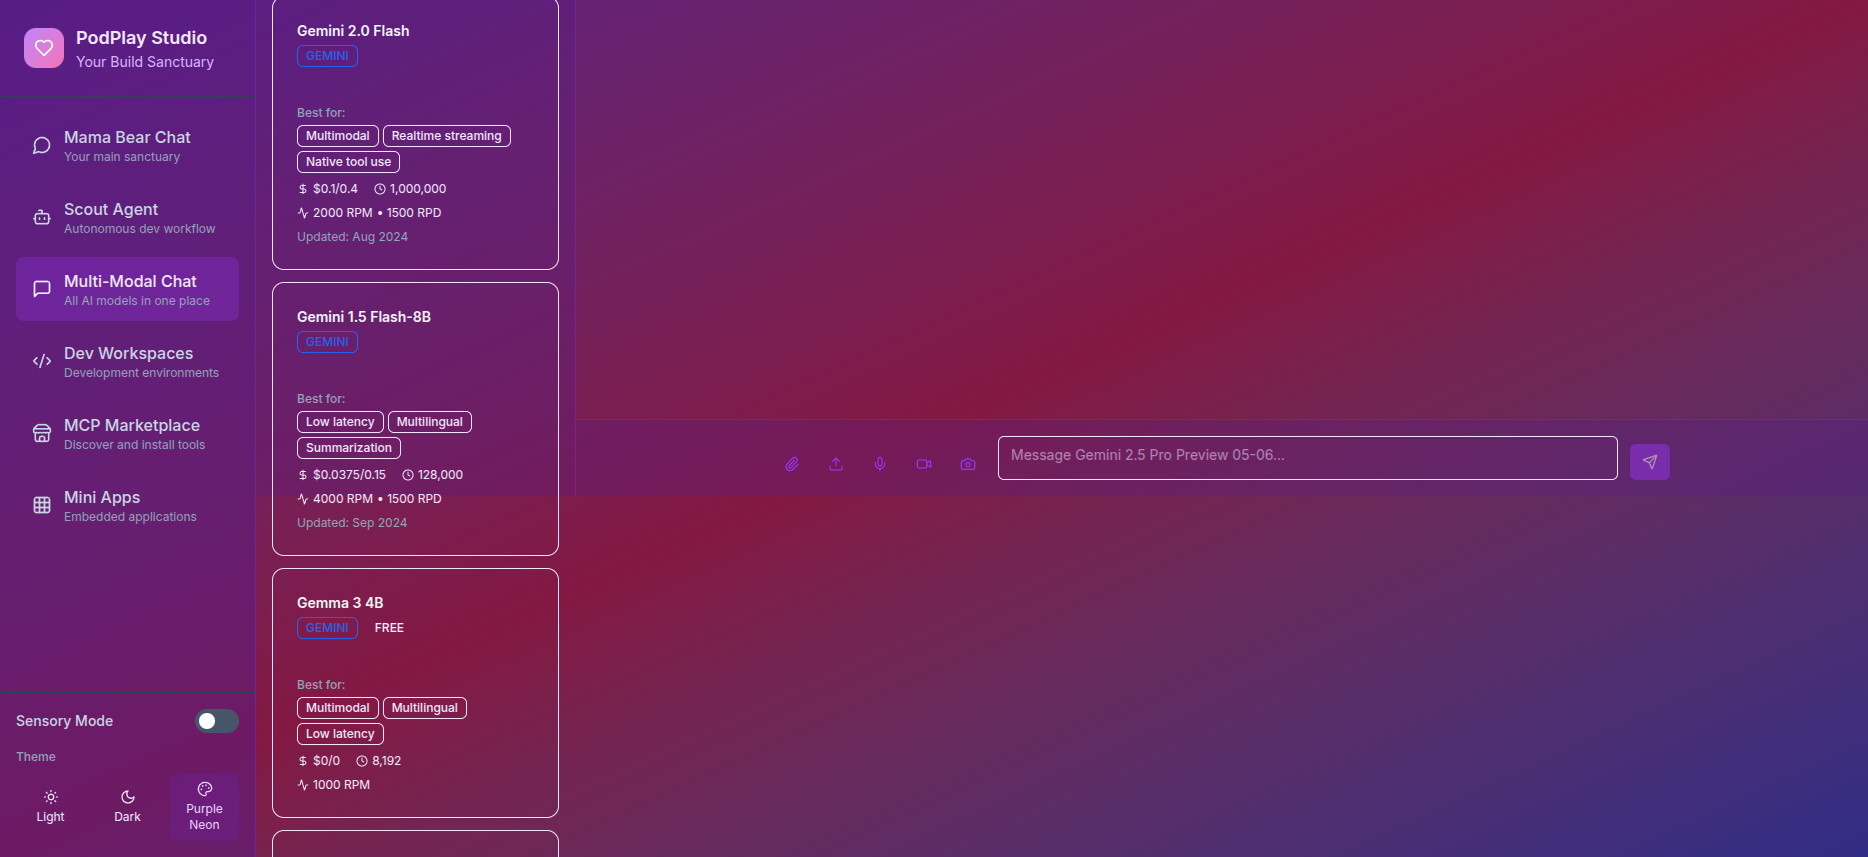 PodPlay Studio
Your Build Sanctuary
Mama Bear Chat
Your main sanctuary
Scout Agent
Autonomous dev workflow
Multi-Modal Chat
All AI models in one place
Dev Workspaces
Development environments
MCP Marketplace
Discover and install tools
Mini Apps
Embedded applications
Sensory Mode
Theme
Light
Dark
Purple
Neon
Gemini 2.0 Flash
GEMINI
Best for:
Multimodal Realtime streaming
Native tool use
$0.1/0.4 1,000,000
2000 RPM • 1500 RPD
Updated: Aug 2024
Gemini 1.5 Flash-8B
GEMINI
Best for:
Low latency Multilingual
Summarization
$0.0375/0.15 128,000
4000 RPM • 1500 RPD
Updated: Sep 2024
Gemma 3 4B
GEMINI FREE
Best for:
Multimodal Multilingual
Low latency
$0/0 8,192
1000 RPM
Message Gemini 2.5 Pro Preview 05-06...